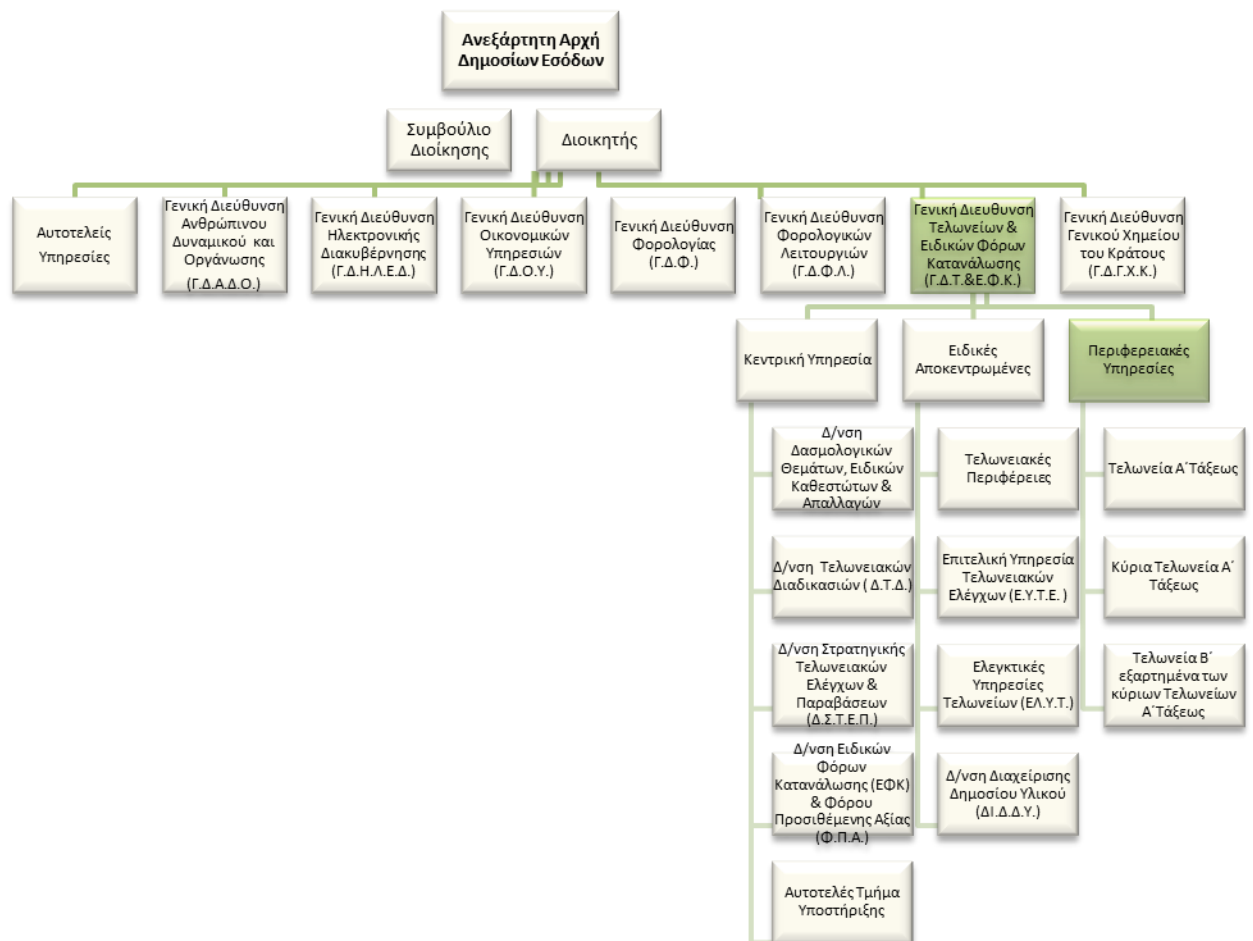 Ανεξάρτητη Αρχή
Δημοσίων Εσόδων
Συμβούλιο
Διοίκησης
Διοικητής
Αυτοτελείς
Υπηρεσίες
Γενική Διεύθυνση
Ανθρώπινου
Δυναμικού και
Οργάνωσης
(Γ.Δ.Α.Δ.Ο.)
Γενική Διεύθυνση
Ηλεκτρονικής
Διακυβέρνησης
(Γ.Δ.Η.Λ.Ε.Δ.)
Γενική Διεύθυνση
Οικονομικών
Υπηρεσιών
(Γ.Δ.Ο.Υ.)
Γενική Διεύθυνση
Φορολογίας
(Γ.Δ.Φ.)
Γενική Διεύθυνση
Φορολογικών
Λειτουργιών
(Γ.Δ.Φ.Λ.)
Γενική Διευθυνση
Τελωνείων &
Ειδικών Φόρων
Κατανάλωσης
(Γ.Δ.Τ.&Ε.Φ.Κ.)
Γενική Διεύθυνση
Γενικού Χημείου
του Κράτους
(Γ.Δ.Γ.Χ.Κ.)
Κεντρική Υπηρεσία
Ειδικές
Αποκεντρωμένες
Περιφερειακές
Υπηρεσίες
Δ/νση
Δασμολογικών
Θεμάτων, Ειδικών
Καθεστώτων &
Απαλλαγών
Δ/νση Τελωνειακών
Διαδικασιών ( Δ.Τ.Δ.)
Δ/νση Στρατηγικής
Τελωνειακών
Ελέγχων &
Παραβάσεων
(Δ.Σ.Τ.Ε.Π.)
Δ/νση Ειδικών
Φόρων
Κατανάλωσης (ΕΦΚ)
& Φόρου
Προσιθέμενης Αξίας
(Φ.Π.Α.)
Αυτοτελές Τμήμα
Υποστήριξης
Τελωνειακές
Περιφέρειες
Επιτελική Υπηρεσία
Τελωνειακών
Ελέγχων (Ε.Υ.Τ.Ε. )
Ελεγκτικές
Υπηρεσίες
Τελωνείων (ΕΛ.Υ.Τ.)
Δ/νση Διαχείρισης
Δημοσίου Υλικού
(ΔΙ.Δ.Δ.Υ.)
Τελωνεία Α΄Τάξεως
Κύρια Τελωνεία Α΄
Τάξεως
Τελωνεία Β΄
εξαρτημένα των
κύριων Τελωνείων
Α΄Τάξεως